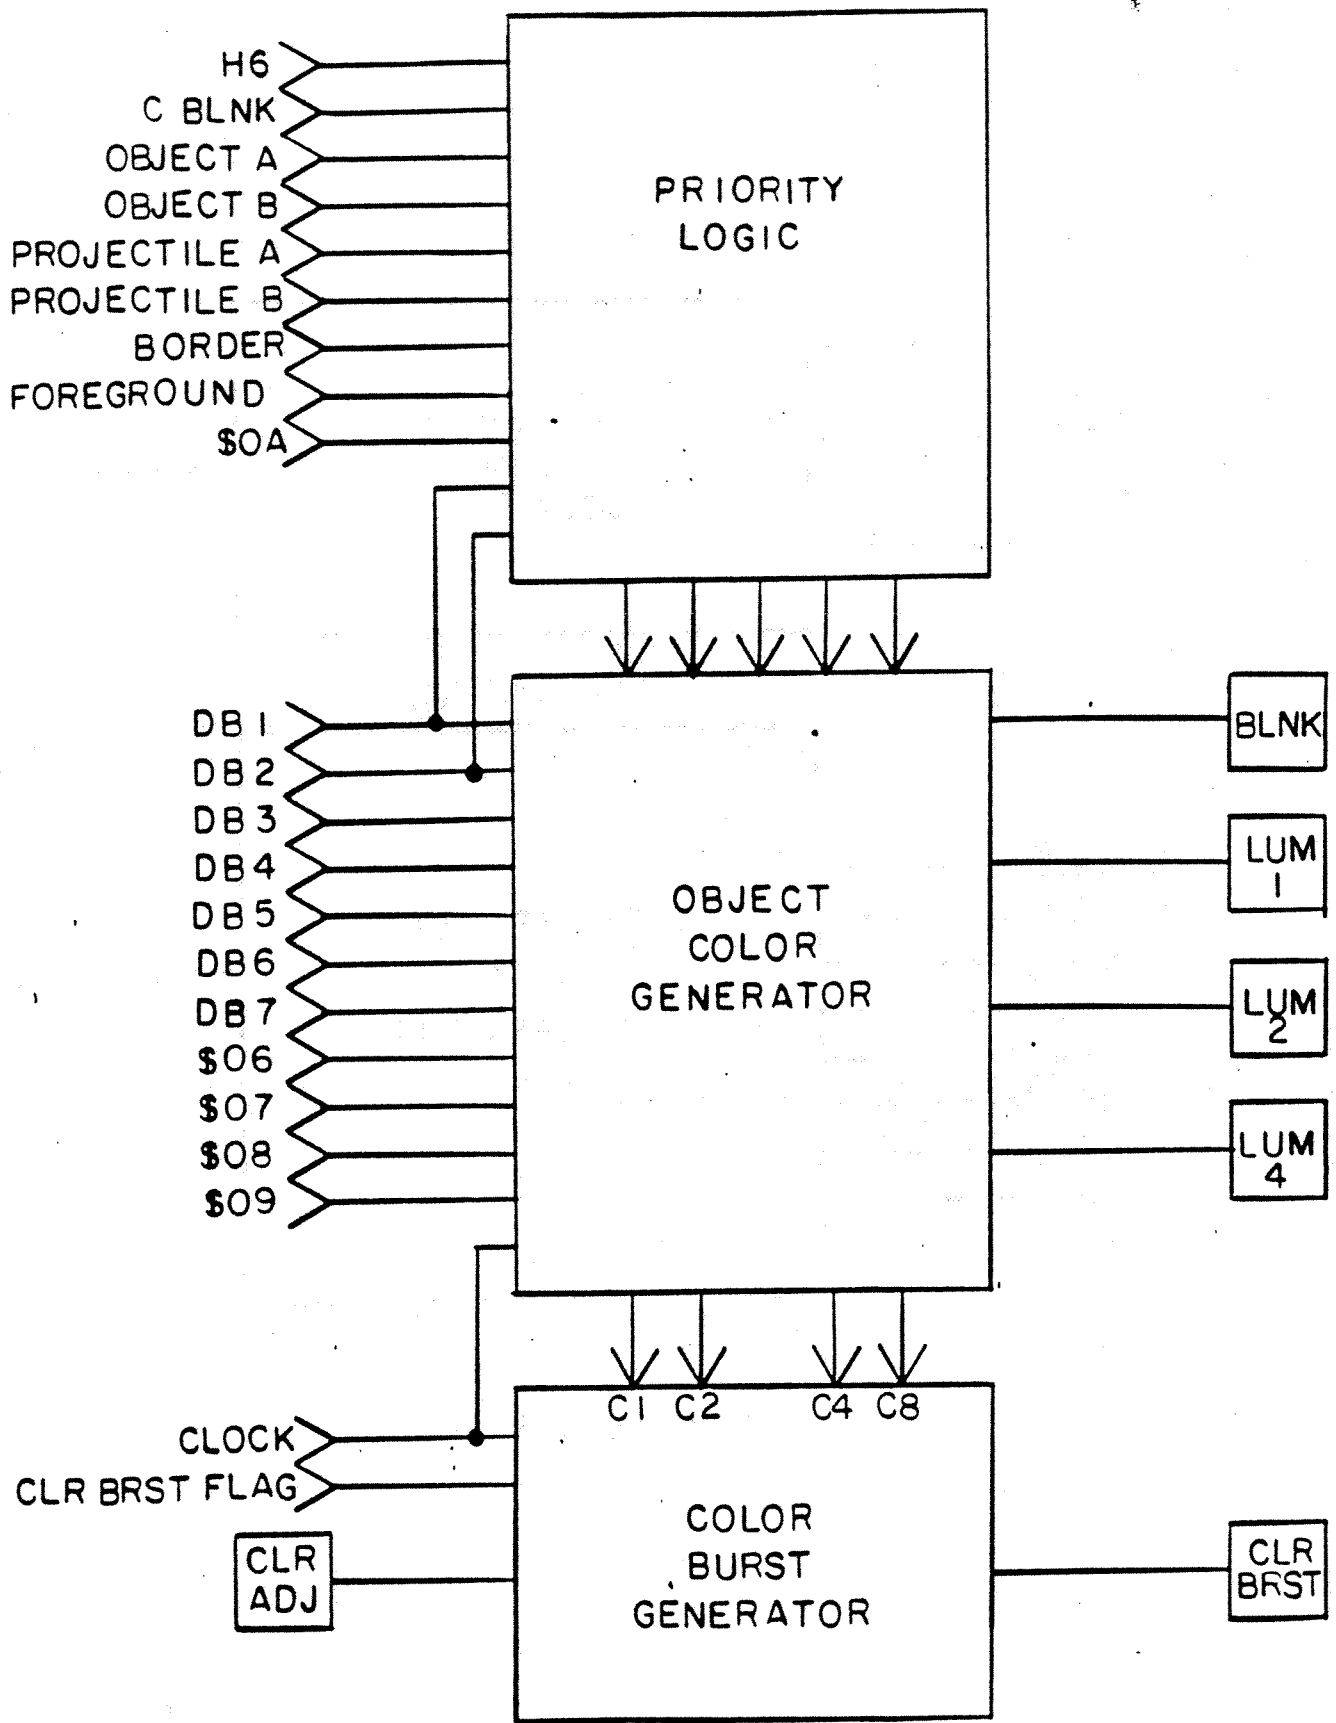 H6
C BLNK
OBJECT A
OBJECT B
PROJECTILE A
PROJECTILE B
BORDER
FOREGROUND
$0A
PRIORITY
LOGIC
DB1
DB2
DB3
DB4
DB5
DB6
DB7
$06
$07
$08
$09
OBJECT
COLOR
GENERATOR
BLNK
LUM
1
LUM
2
LUM
4
C1 C2 C4 C8
CLOCK
CLR BRST FLAG
CLR
ADJ
COLOR
BURST
GENERATOR
CLR
BRST